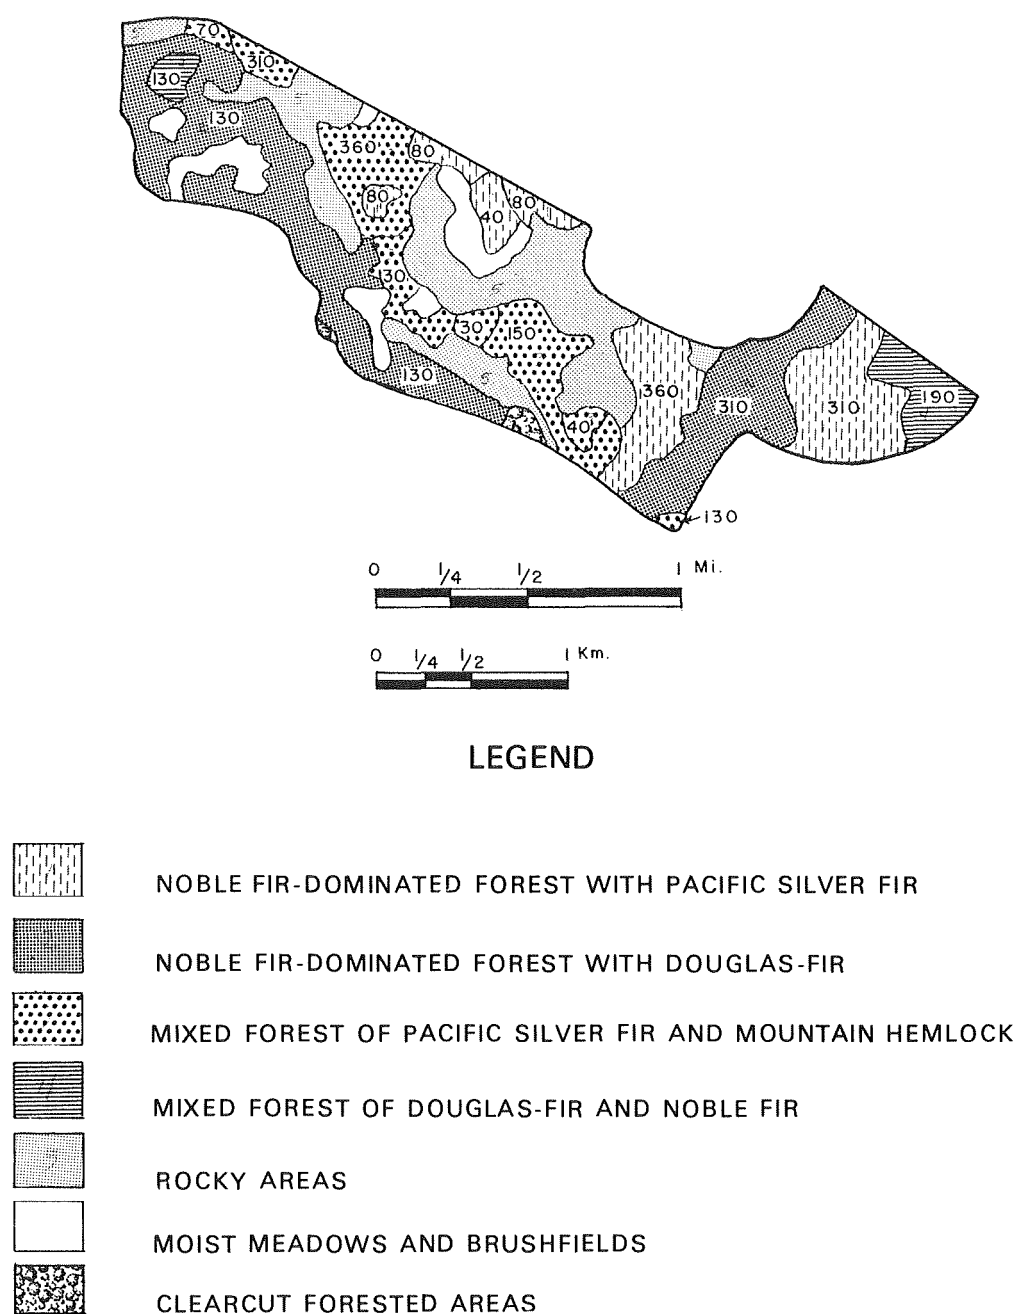 70
310
130
130
360
80
80
40
80
130
30
150
130
360
310
310
190
40
130
0 1/4 1/2 1 Mi.
0 1/4 1/2 1 Km.
LEGEND
NOBLE FIR-DOMINATED FOREST WITH PACIFIC SILVER FIR
NOBLE FIR-DOMINATED FOREST WITH DOUGLAS-FIR
MIXED FOREST OF PACIFIC SILVER FIR AND MOUNTAIN HEMLOCK
MIXED FOREST OF DOUGLAS-FIR AND NOBLE FIR
ROCKY AREAS
MOIST MEADOWS AND BRUSHFIELDS
CLEARCUT FORESTED AREAS